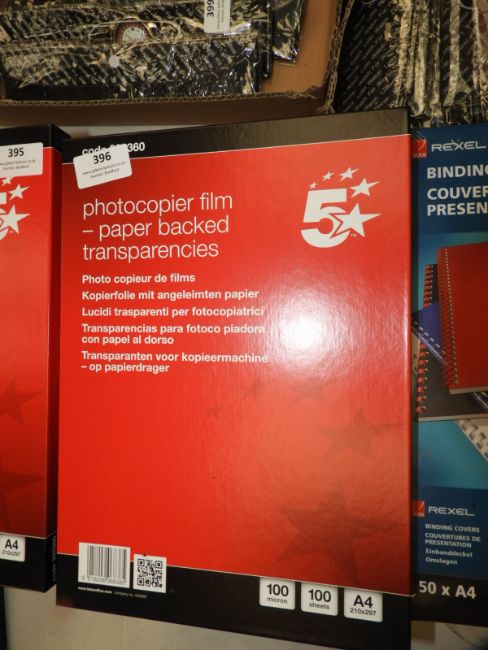 399
395
A4
210x297
396
code
360
photocopier film
– paper backed
transparencies
5
Photo copieur de films
Kopierfolie mit angeleimten papier
Lucidi trasparenti per fotocopiatrici
Transparencias para fotoco piadora
con papel al dorso
Transparanten voor kopieermachine
– op papierdrager
100
micron
100
sheets
A4
210x297
REXEL
BINDING
COUVER
PRESEN
REXEL
BINDING COVERS
COUVERTURES DE
PRESENTATION
Einbanddeckel
Omslagen
50 x A4